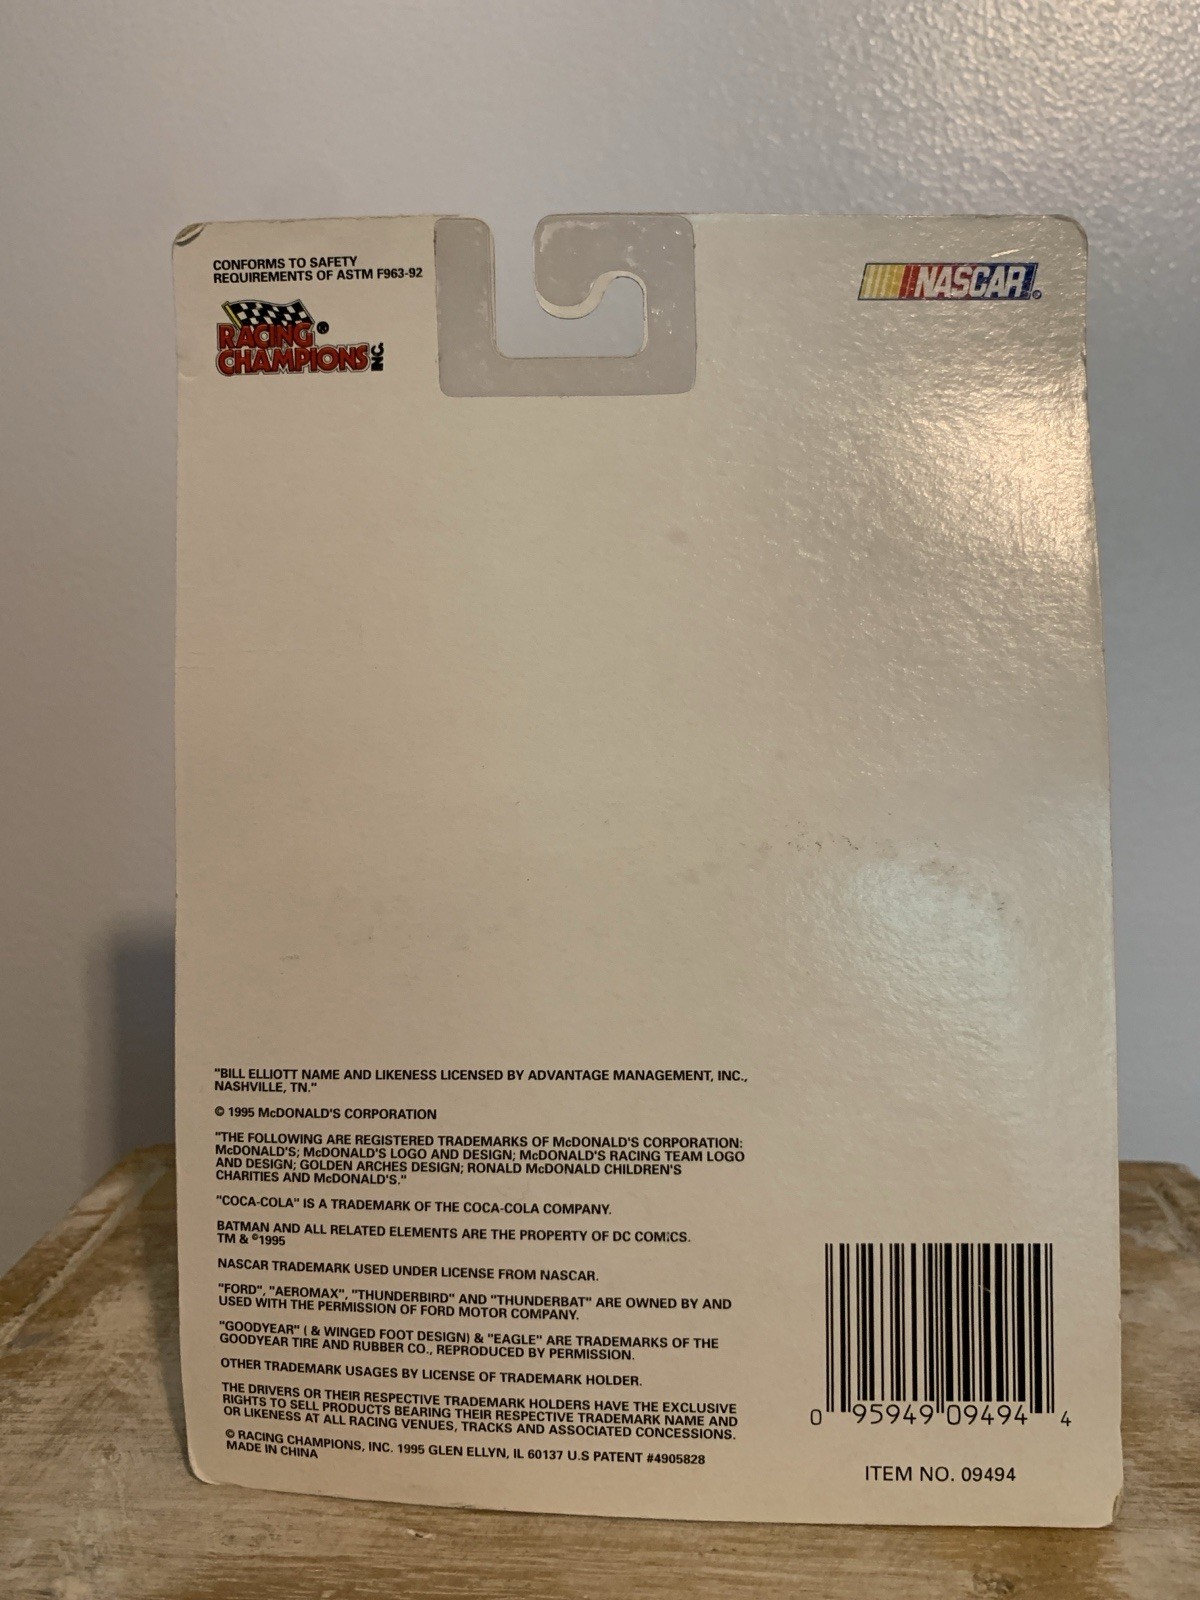 CONFORMS TO SAFETY
REQUIREMENTS OF ASTM F963-92
RACING ®
CHAMPIONS INC.
NASCAR®
"BILL ELLIOTT NAME AND LIKENESS LICENSED BY ADVANTAGE MANAGEMENT, INC.,
NASHVILLE, TN."
© 1995 McDONALD'S CORPORATION
"THE FOLLOWING ARE REGISTERED TRADEMARKS OF McDONALD'S CORPORATION:
McDONALD'S; McDONALD'S LOGO AND DESIGN; McDONALD'S RACING TEAM LOGO
AND DESIGN; GOLDEN ARCHES DESIGN; RONALD McDONALD CHILDREN'S
CHARITIES AND McDONALD'S."
"COCA-COLA" IS A TRADEMARK OF THE COCA-COLA COMPANY.
BATMAN AND ALL RELATED ELEMENTS ARE THE PROPERTY OF DC COMICS.
TM & ©1995
NASCAR TRADEMARK USED UNDER LICENSE FROM NASCAR.
"FORD", "AEROMAX", "THUNDERBIRD" AND "THUNDERBAT" ARE OWNED BY AND
USED WITH THE PERMISSION OF FORD MOTOR COMPANY.
"GOODYEAR" ( & WINGED FOOT DESIGN) & "EAGLE" ARE TRADEMARKS OF THE
GOODYEAR TIRE AND RUBBER CO., REPRODUCED BY PERMISSION.
OTHER TRADEMARK USAGES BY LICENSE OF TRADEMARK HOLDER.
THE DRIVERS OR THEIR RESPECTIVE TRADEMARK HOLDERS HAVE THE EXCLUSIVE
RIGHTS TO SELL PRODUCTS BEARING THEIR RESPECTIVE TRADEMARK NAME AND
OR LIKENESS AT ALL RACING VENUES, TRACKS AND ASSOCIATED CONCESSIONS.
© RACING CHAMPIONS, INC. 1995 GLEN ELLYN, IL 60137 U.S PATENT #4905828
MADE IN CHINA
0 95949 09494 4
ITEM NO. 09494